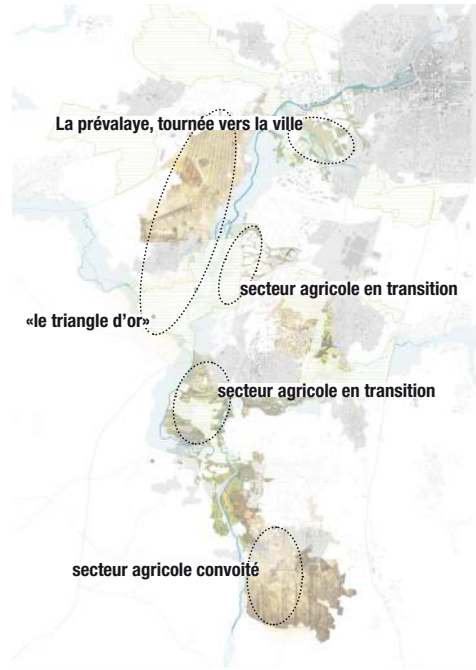 La prévalaye, tournée vers la ville
secteur agricole en transition
«le triangle d’or»
secteur agricole en transition
secteur agricole convoité